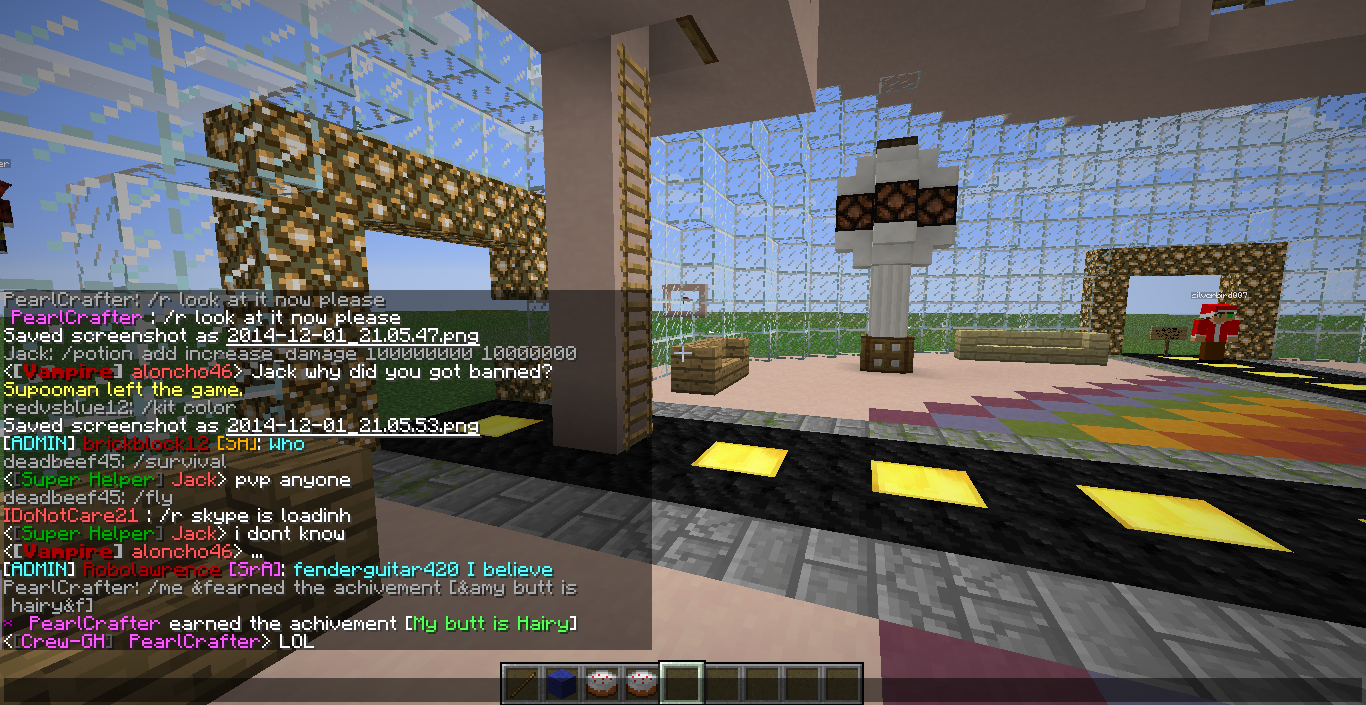 er
silverbird007
PearlCrafter: /r look at it now please
PearlCrafter : /r look at it now please
Saved screenshot as 2014-12-01_21.05.47.png
Jack: /potion add increase_damage 100000000 10000000
<[Vampire] aloncho46> Jack why did you got banned?
Supooman left the game.
redvsblue12: /kit color
Saved screenshot as 2014-12-01_21.05.53.png
[ADMIN] brickblock12 [SrA]: Who
deadbeef45: /survival
<[Super Helper] Jack> pvp anyone
deadbeef45: /fly
IDoNotCare21 : /r skype is loadinh
<[Super Helper] Jack> i dont know
<[Vampire] aloncho46> ...
[ADMIN] Robolawrence [SrA]: fenderguitar420 I believe
PearlCrafter: /me &fearned the achivement [&amy butt is
hairy&f]
* PearlCrafter earned the achivement [My butt is Hairy]
<[Crew-GH] PearlCrafter> LOL